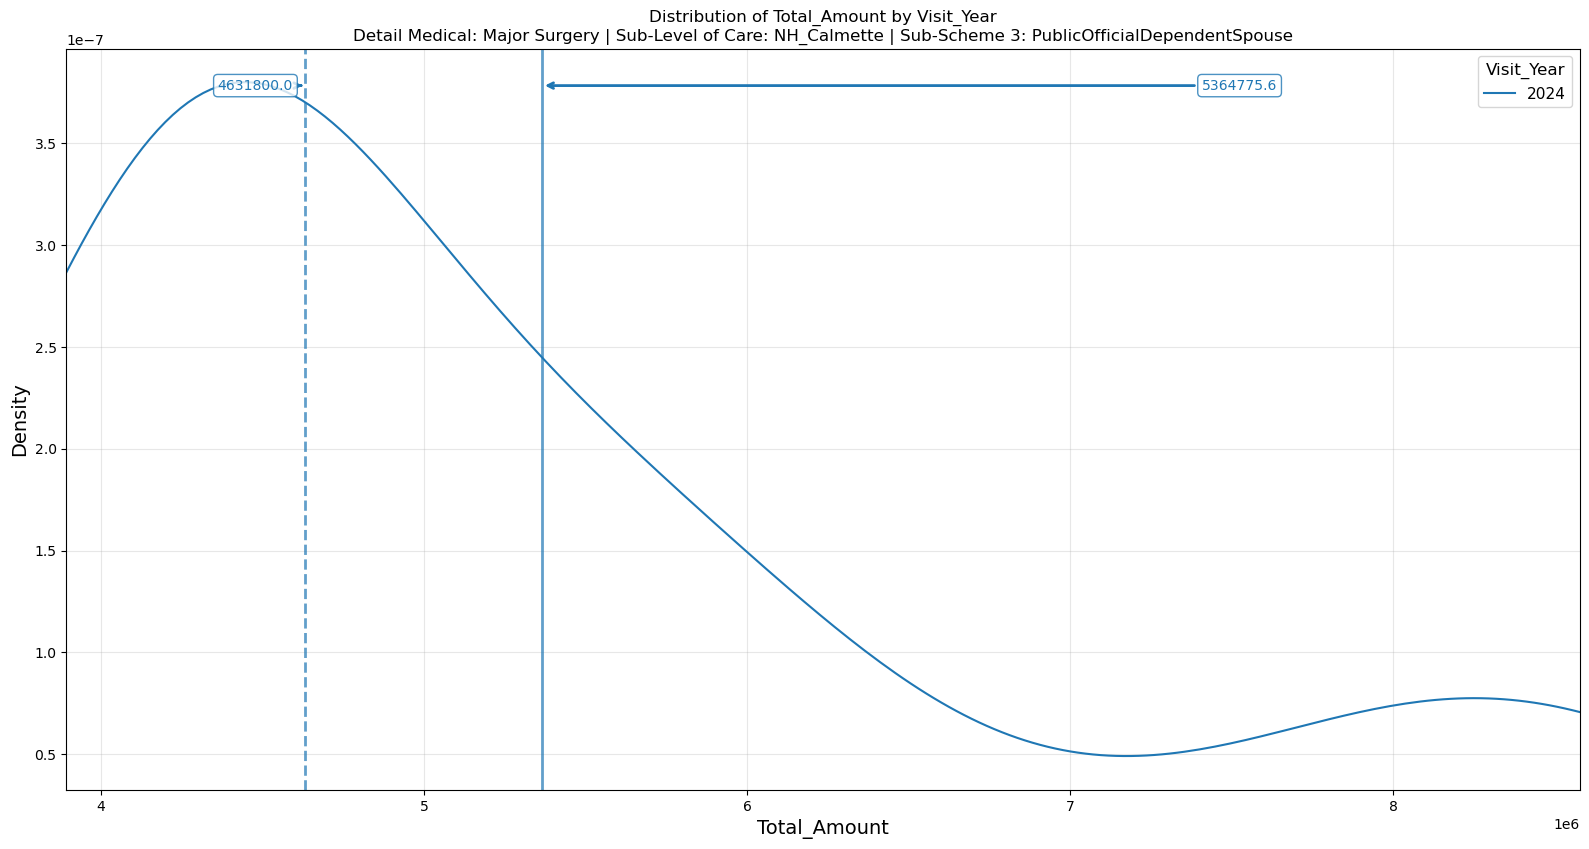 Distribution of Total_Amount by Visit_Year
Detail Medical: Major Surgery | Sub-Level of Care: NH_Calmette | Sub-Scheme 3: PublicOfficialDependentSpouse
1e−7
4631800.0
5364775.6
Visit_Year
2024
3.5
3.0
2.5
2.0
1.5
1.0
0.5
Density
4 5 6 7 8
1e6
Total_Amount